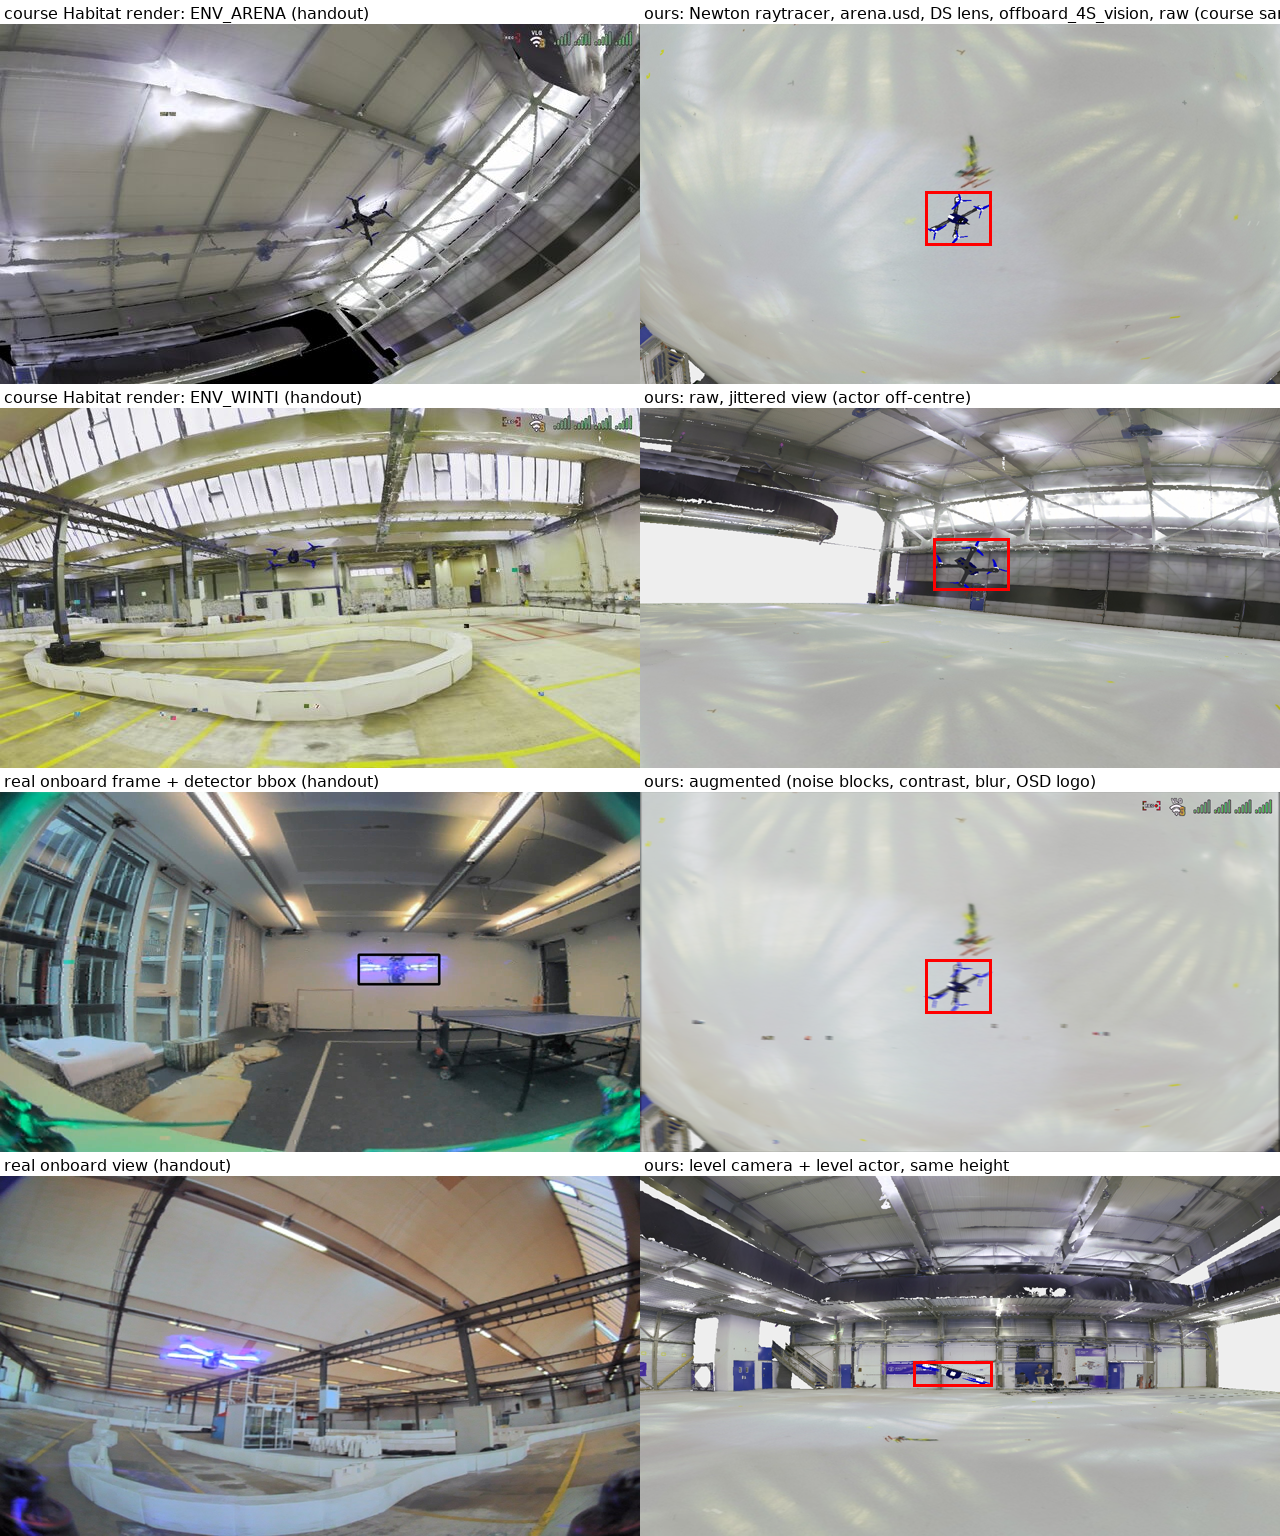 course Habitat render: ENV_ARENA (handout)
ours: Newton raytracer, arena.usd, DS lens, offboard_4S_vision, raw (course sar
VLG
course Habitat render: ENV_WINTI (handout)
ours: raw, jittered view (actor off-centre)
real onboard frame + detector bbox (handout)
ours: augmented (noise blocks, contrast, blur, OSD logo)
real onboard view (handout)
ours: level camera + level actor, same height